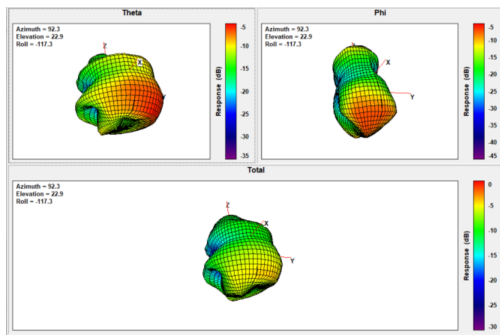 Theta
Azimuth = 92.3
Elevation = 22.9
Roll = -117.3
Z
X
Y
-5
-10
-15
-20
-25
-30
-35
Response (dB)
Phi
Azimuth = 92.3
Elevation = 22.9
Roll = -117.3
Z
X
Y
-5
-10
-15
-20
-25
-30
-35
-40
-45
Response (dB)
Total
Azimuth = 92.3
Elevation = 22.9
Roll = -117.3
Z
X
Y
0
-5
-10
-15
-20
-25
-30
Response (dB)